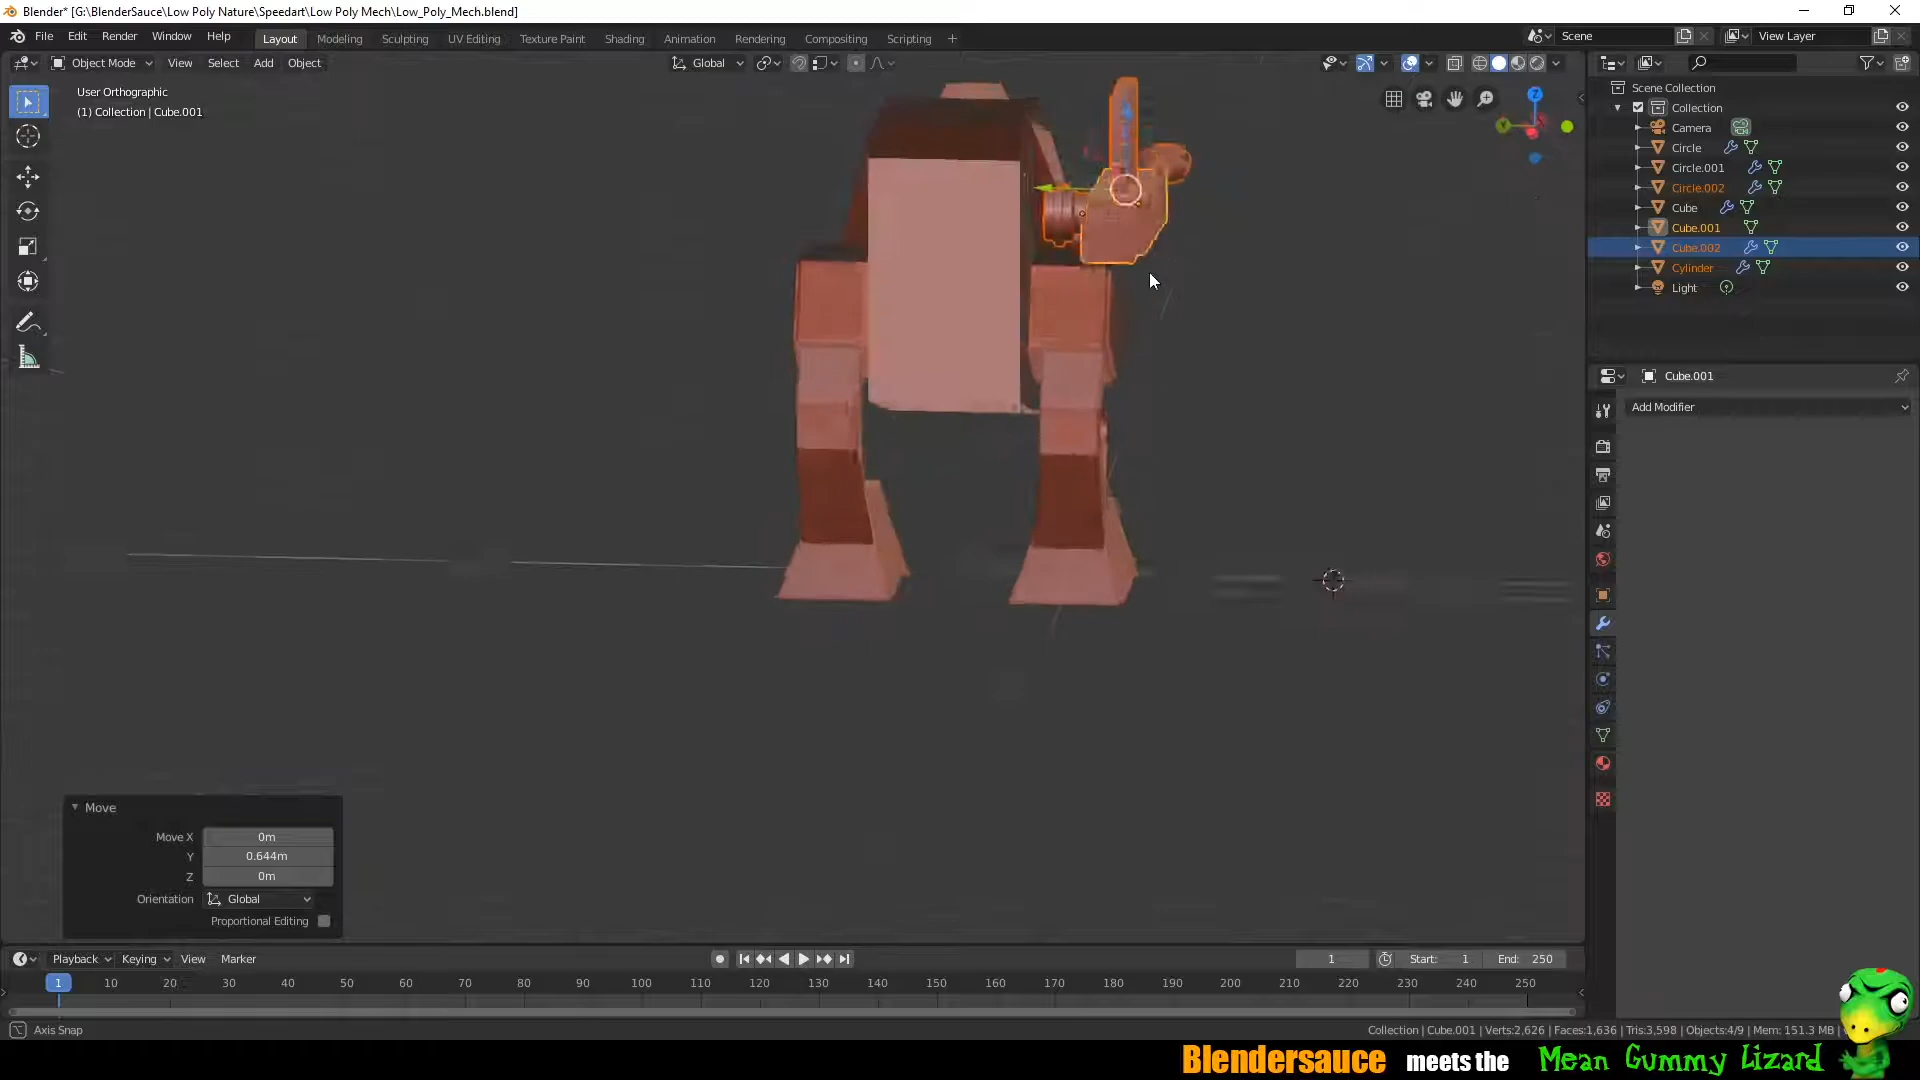 Blender* [G:\BlenderSauce\Low Poly Nature\Speedart\Low Poly Mech\Low_Poly_Mech.blend]
File Edit Render Window Help Layout Modeling Sculpting UV Editing Texture Paint Shading Animation Rendering Compositing Scripting + Scene View Layer
Object Mode View Select Add Object Global
User Orthographic
(1) Collection | Cube.001
Z
Y
Scene Collection
Collection
Camera
Circle
Circle.001
Circle.002
Cube
Cube.001
Cube.002
Cylinder
Light
Cube.001
Add Modifier
Move
Move X 0m
Y 0.644m
Z 0m
Orientation Global
Proportional Editing
Playback Keying View Marker 1 Start: 1 End: 250
1 10 20 30 40 50 60 70 80 90 100 110 120 130 140 150 160 170 180 190 200 210 220 230 240 250
Axis Snap
Collection | Cube.001 | Verts:2,626 | Faces:1,636 | Tris:3,598 | Objects:4/9 | Mem: 151.3 MB |
Blendersauce meets the Mean Gummy Lizard